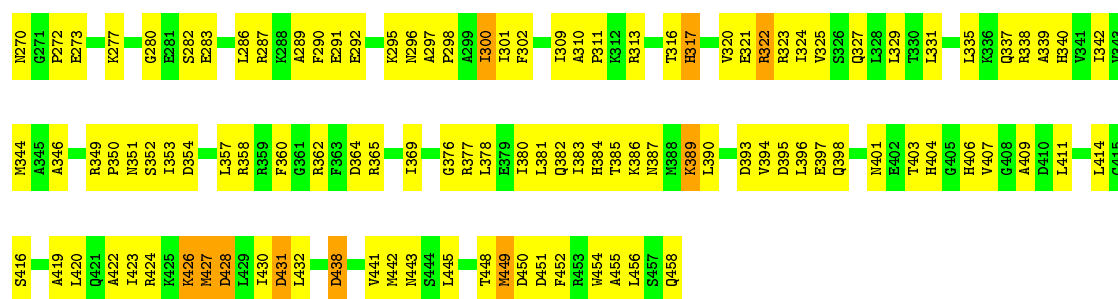 N270 G271 P272 E273 K277 G280 E281 S282 E283 L286 R287 K288 A289 F290 E291 E292 K295 N296 A297 P298 A299 I300 I301 F302 I309 A310 P311 K312 R313 T316 H317 V320 E321 R322 R323 I324 V325 S326 Q327 L328 L329 T330 L331 L335 K336 Q337 R338 A339 H340 V341 I342 V343
M344 A345 A346 R349 P350 N351 S352 I353 D354 L357 R358 R359 F360 G361 R362 F363 D364 R365 I369 G376 R377 L378 E379 I380 L381 Q382 I383 H384 T385 K386 N387 M388 K389 L390 D393 V394 D395 L396 E397 Q398 N401 E402 T403 H404 G405 H406 V407 G408 A409 D410 L411 L414 C415
S416 A419 L420 Q421 A422 I423 R424 K425 K426 M427 D428 L429 I430 D431 L432 D438 V441 M442 N443 S444 L445 T448 M449 D450 D451 F452 R453 W454 A455 L456 S457 Q458